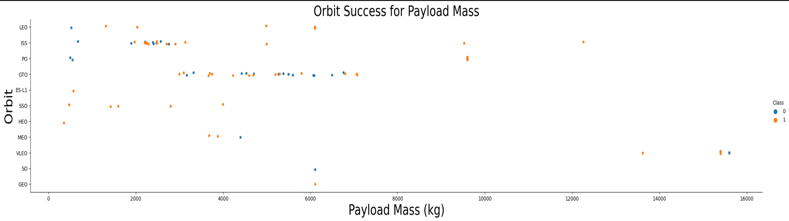 Orbit Success for Payload Mass
Orbit
LEO
ISS
PO
GTO
ES-L1
SSO
HEO
MEO
VLEO
SO
GEO
0
2000
4000
6000
8000
10000
12000
14000
16000
Payload Mass (kg)
Class
0
1